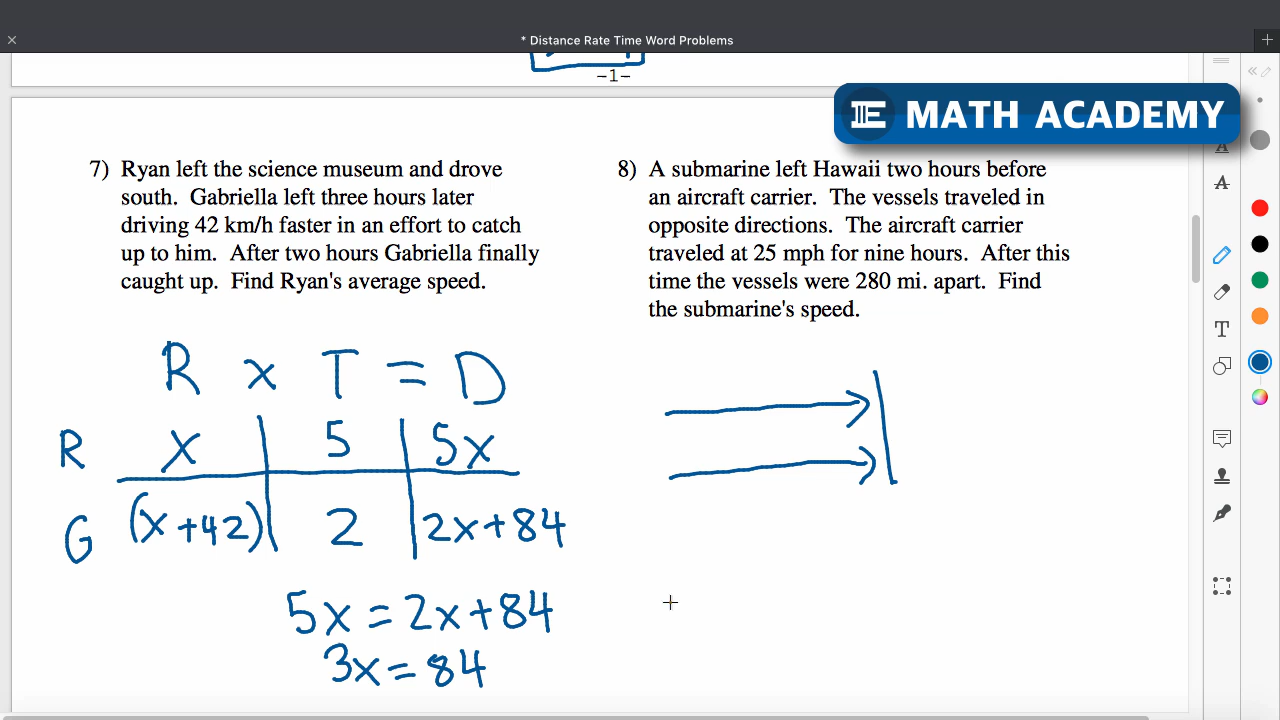 * Distance Rate Time Word Problems
-1-
MATH ACADEMY
7) Ryan left the science museum and drove
south. Gabriella left three hours later
driving 42 km/h faster in an effort to catch
up to him. After two hours Gabriella finally
caught up. Find Ryan's average speed.
R x T = D
R x 5 5x
G (x+42) 2 2x+84
5x = 2x+84
3x = 84
8) A submarine left Hawaii two hours before
an aircraft carrier. The vessels traveled in
opposite directions. The aircraft carrier
traveled at 25 mph for nine hours. After this
time the vessels were 280 mi. apart. Find
the submarine's speed.
A
A
T